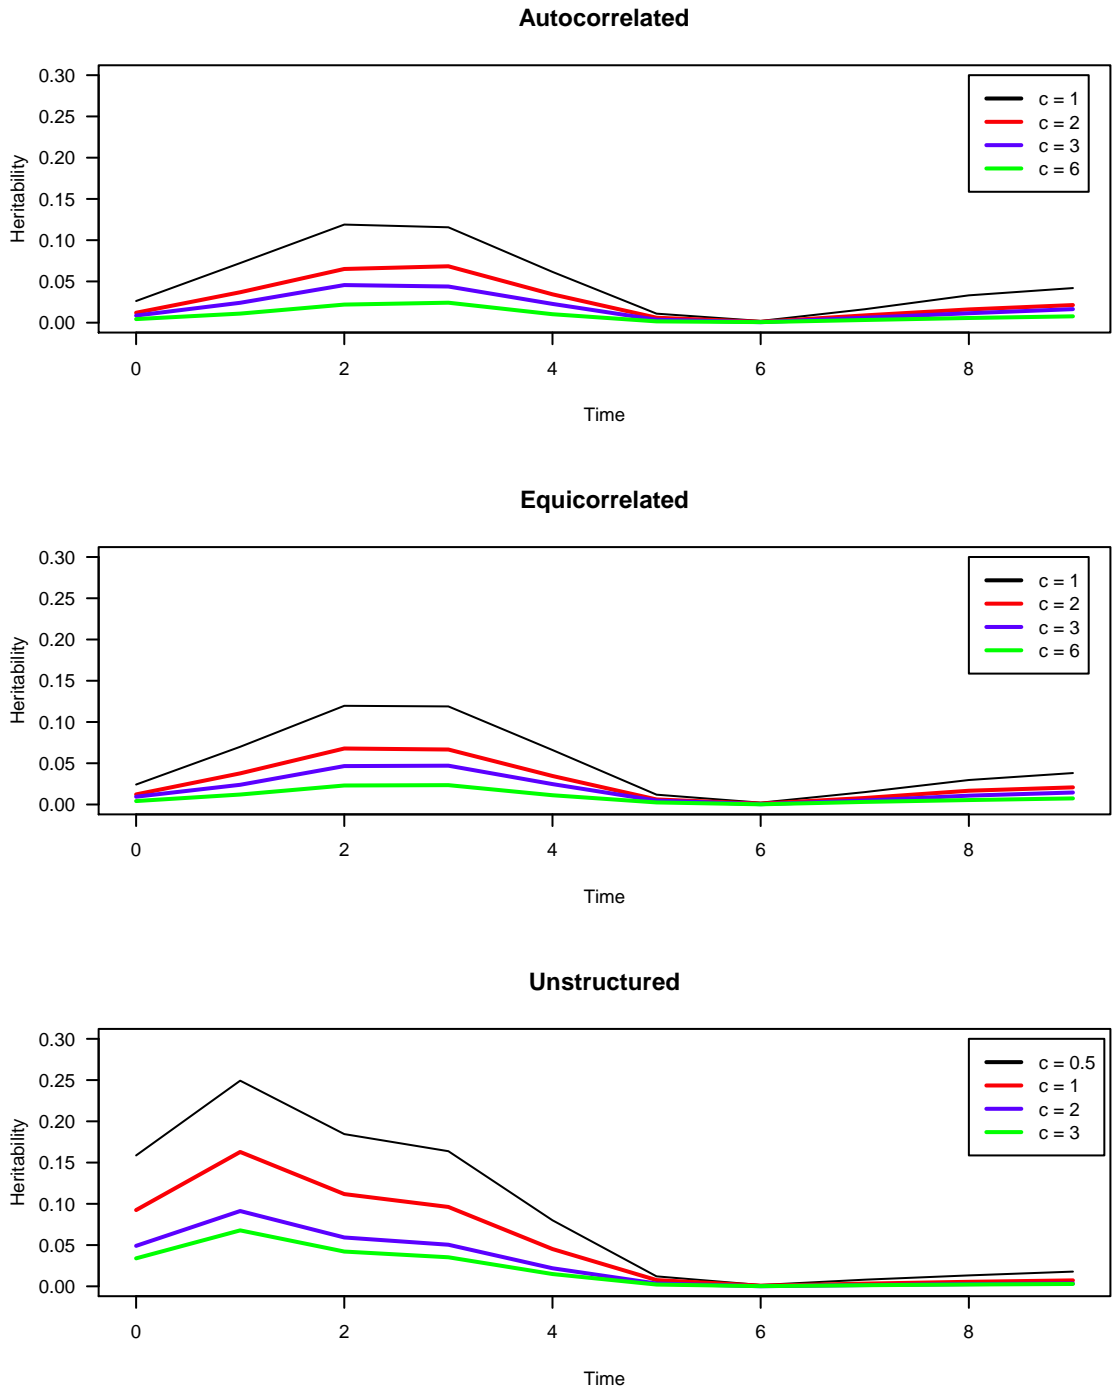 Autocorrelated
Heritability
0.30
0.25
0.20
0.15
0.10
0.05
0.00
c = 1
c = 2
c = 3
c = 6
0 2 4 6 8
Time
Equicorrelated
Heritability
0.30
0.25
0.20
0.15
0.10
0.05
0.00
c = 1
c = 2
c = 3
c = 6
0 2 4 6 8
Time
Unstructured
Heritability
0.30
0.25
0.20
0.15
0.10
0.05
0.00
c = 0.5
c = 1
c = 2
c = 3
0 2 4 6 8
Time